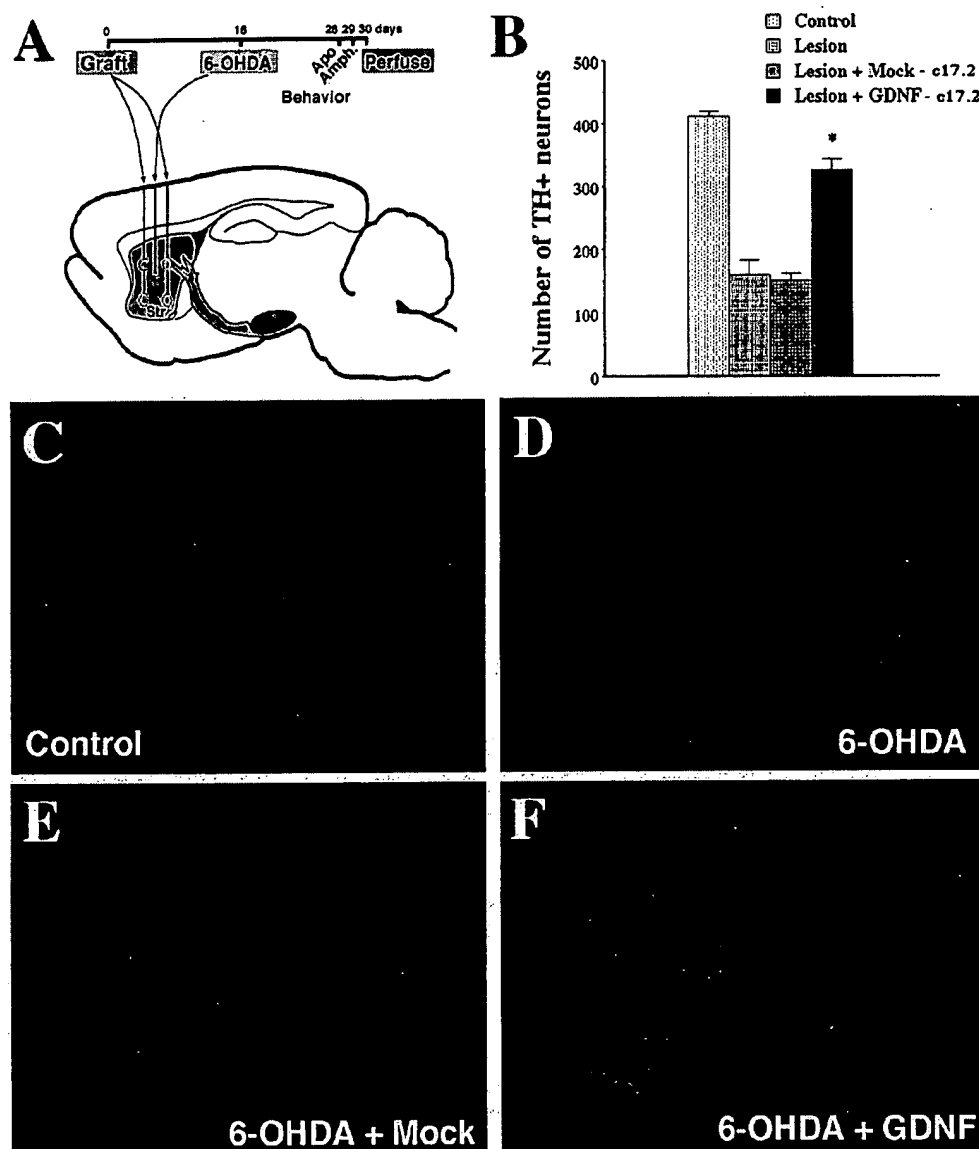 A
0 16 28 29 30 days
Graft 6-OHDA Apo Amph. Perfuse
Behavior
Str
B
Control
Lesion
Lesion + Mock - c17.2
Lesion + GDNF - c17.2
Number of TH+ neurons
500
400
300
200
100
0
*
C
Control
D
6-OHDA
E
6-OHDA + Mock
F
6-OHDA + GDNF